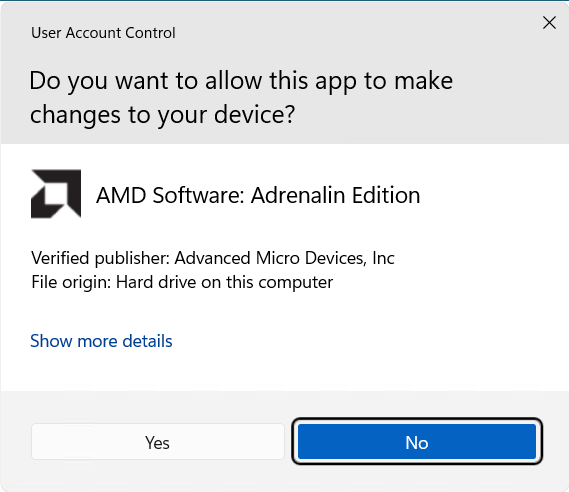 User Account Control
Do you want to allow this app to make
changes to your device?
AMD Software: Adrenalin Edition
Verified publisher: Advanced Micro Devices, Inc
File origin: Hard drive on this computer
Show more details
Yes
No